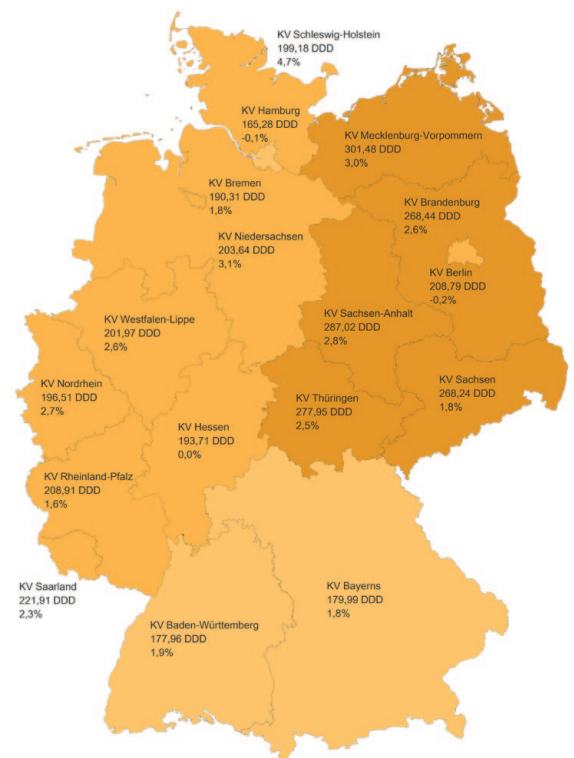 KV Schleswig-Holstein
199,18 DDD
4,7%
KV Hamburg
165,28 DDD
-0,1%
KV Mecklenburg-Vorpommern
301,48 DDD
3,0%
KV Bremen
190,31 DDD
1,8%
KV Brandenburg
268,44 DDD
2,6%
KV Niedersachsen
203,64 DDD
3,1%
KV Berlin
208,79 DDD
-0,2%
KV Westfalen-Lippe
201,97 DDD
2,6%
KV Sachsen-Anhalt
287,02 DDD
2,8%
KV Nordrhein
196,51 DDD
2,7%
KV Thüringen
277,95 DDD
2,5%
KV Sachsen
268,24 DDD
1,8%
KV Hessen
193,71 DDD
0,0%
KV Rheinland-Pfalz
208,91 DDD
1,6%
KV Saarland
221,91 DDD
2,3%
KV Bayerns
179,99 DDD
1,8%
KV Baden-Württemberg
177,96 DDD
1,9%